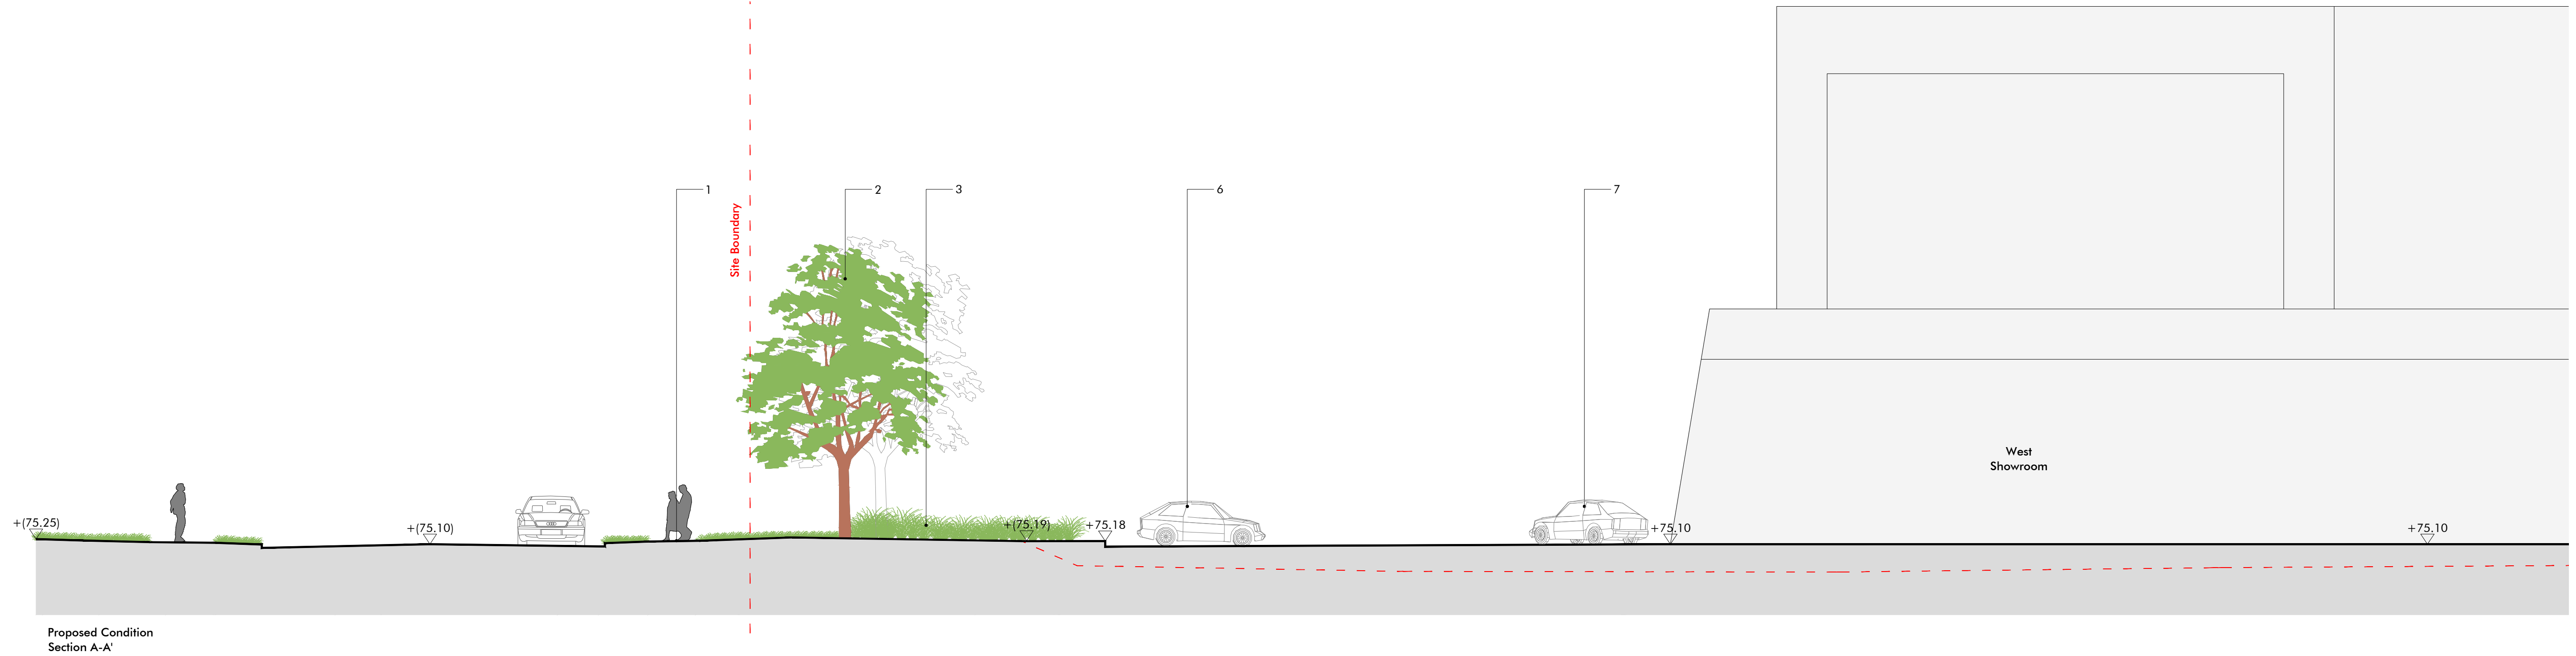 1
2
3
6
7
Site Boundary
West
Showroom
+(75.25)
+(75.10)
+(75.19)
+75.18
+75.10
+75.10
Proposed Condition
Section A-A'